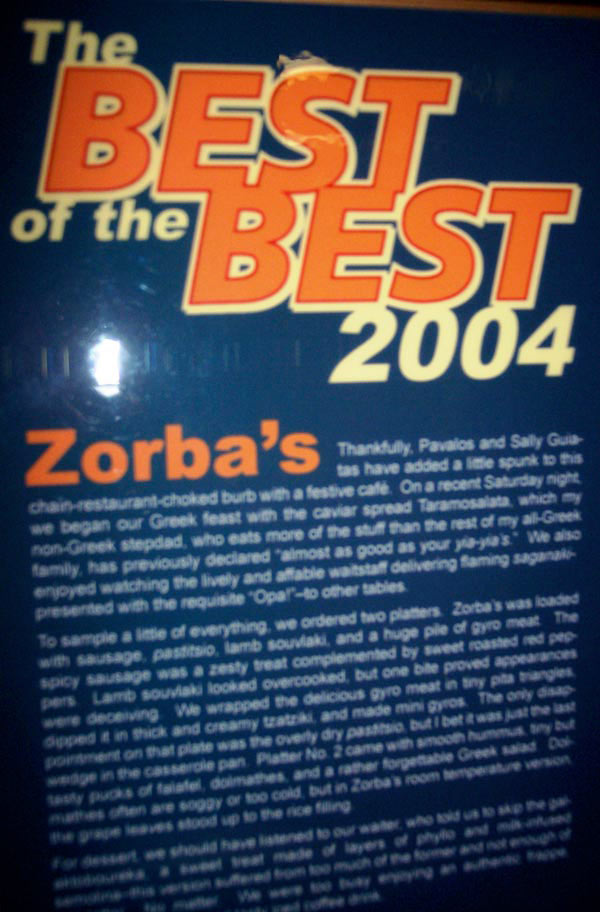 The
BEST
of the BEST
2004
Zorba's
Thankfully, Pavalos and Sally Guia-
tas have added a little spunk to this
chain-restaurant-choked burb with a festive café. On a recent Saturday night,
we began our Greek feast with the caviar spread Taramosalata, which my
non-Greek stepdad, who eats more of the stuff than the rest of my all-Greek
family, has previously declared "almost as good as your yia-yia's." We also
enjoyed watching the lively and affable waitstaff delivering flaming saganaki-
presented with the requisite "Opa!"–to other tables.
To sample a little of everything, we ordered two platters. Zorba's was loaded
with sausage, pastitsio, lamb souvlaki, and a huge pile of gyro meat. The
spicy sausage was a zesty treat complemented by sweet roasted red pep-
pers. Lamb souvlaki looked overcooked, but one bite proved appearances
were deceiving. We wrapped the delicious gyro meat in tiny pita triangles,
dipped it in thick and creamy tzatziki, and made mini gyros. The only disap-
pointment on that plate was the overly dry pastitsio, but I bet it was just the last
wedge in the casserole pan. Platter No. 2 came with smooth hummus, tiny but
tasty pucks of falafel, dolmathes, and a rather forgettable Greek salad. Dol-
mathes often are soggy or too cold, but in Zorba's room temperature version,
the grape leaves stood up to the rice filling.
For dessert, we should have listened to our waiter, who told us to skip the gal-
aktoboureka, a sweet treat made of layers of phyllo and milk-infused
semolina–this version suffered from too much of the former and not enough of
No matter. We were too busy enjoying an authentic frappe,
iced coffee drink.